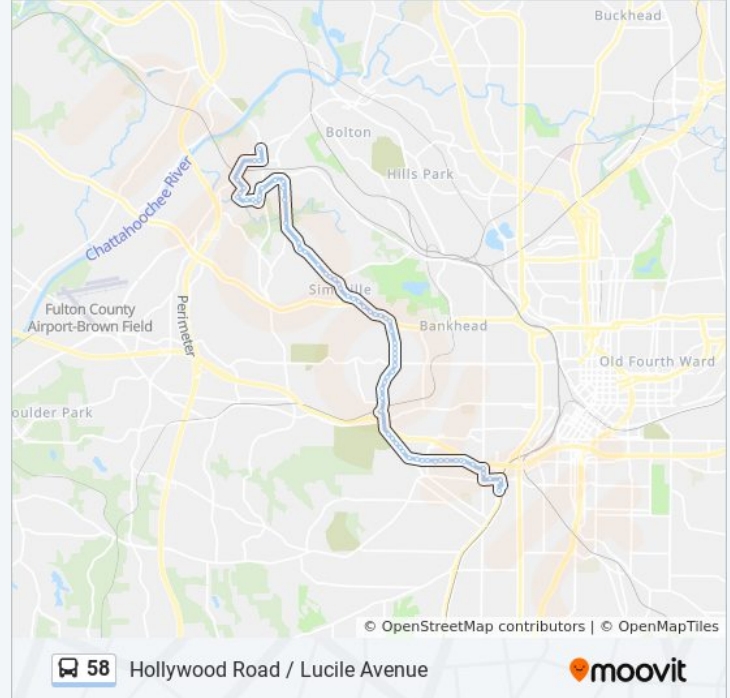 Buckhead
Bolton
Hills Park
Chattahoochee River
Fulton County
Airport-Brown Field
Perimeter
Bankhead
Old Fourth Ward
oulder Park
© OpenStreetMap contributors | © OpenMapTiles
58 Hollywood Road / Lucile Avenue
moovit